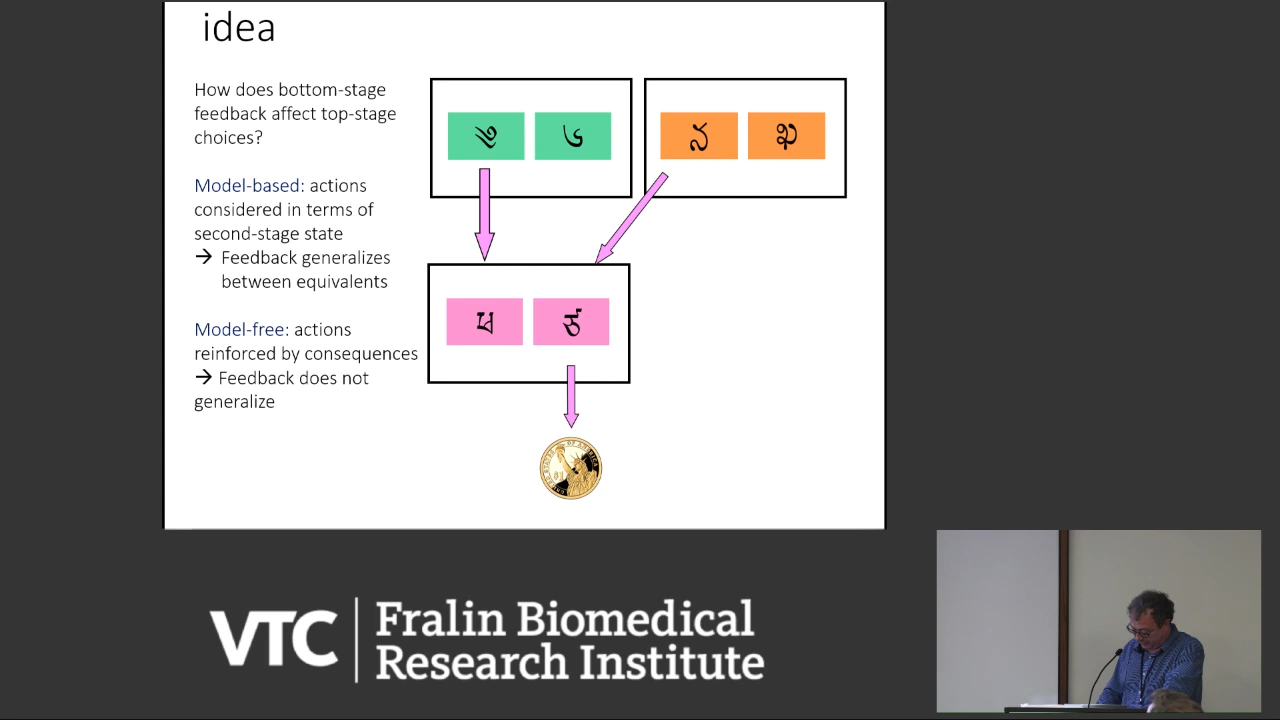 idea
How does bottom-stage
feedback affect top-stage
choices?
Model-based: actions
considered in terms of
second-stage state
→ Feedback generalizes
between equivalents
Model-free: actions
reinforced by consequences
→ Feedback does not
generalize
VTC
Fralin Biomedical
Research Institute